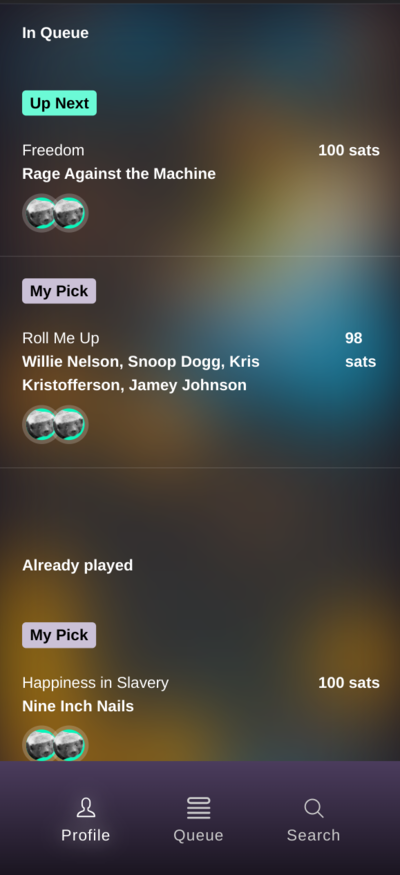 In Queue
Up Next
Freedom
100 sats
Rage Against the Machine
My Pick
Roll Me Up
98
Willie Nelson, Snoop Dogg, Kris
sats
Kristofferson, Jamey Johnson
Already played
My Pick
Happiness in Slavery
100 sats
Nine Inch Nails
Profile
Queue
Search